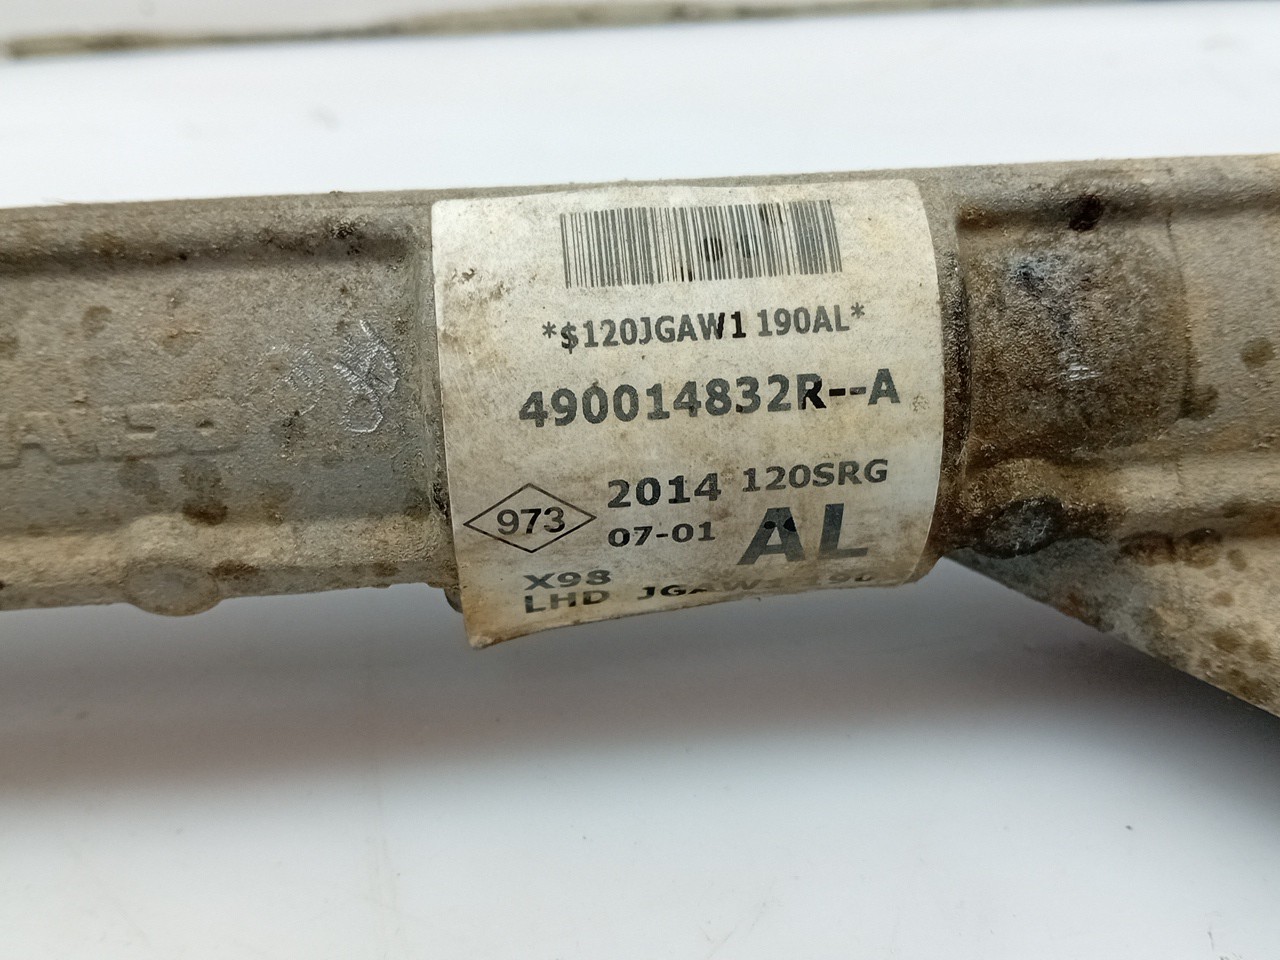 *$120JGAW1 190AL*
490014832R--A
2014 120SRG
973
07-01 AL
X98
LHD